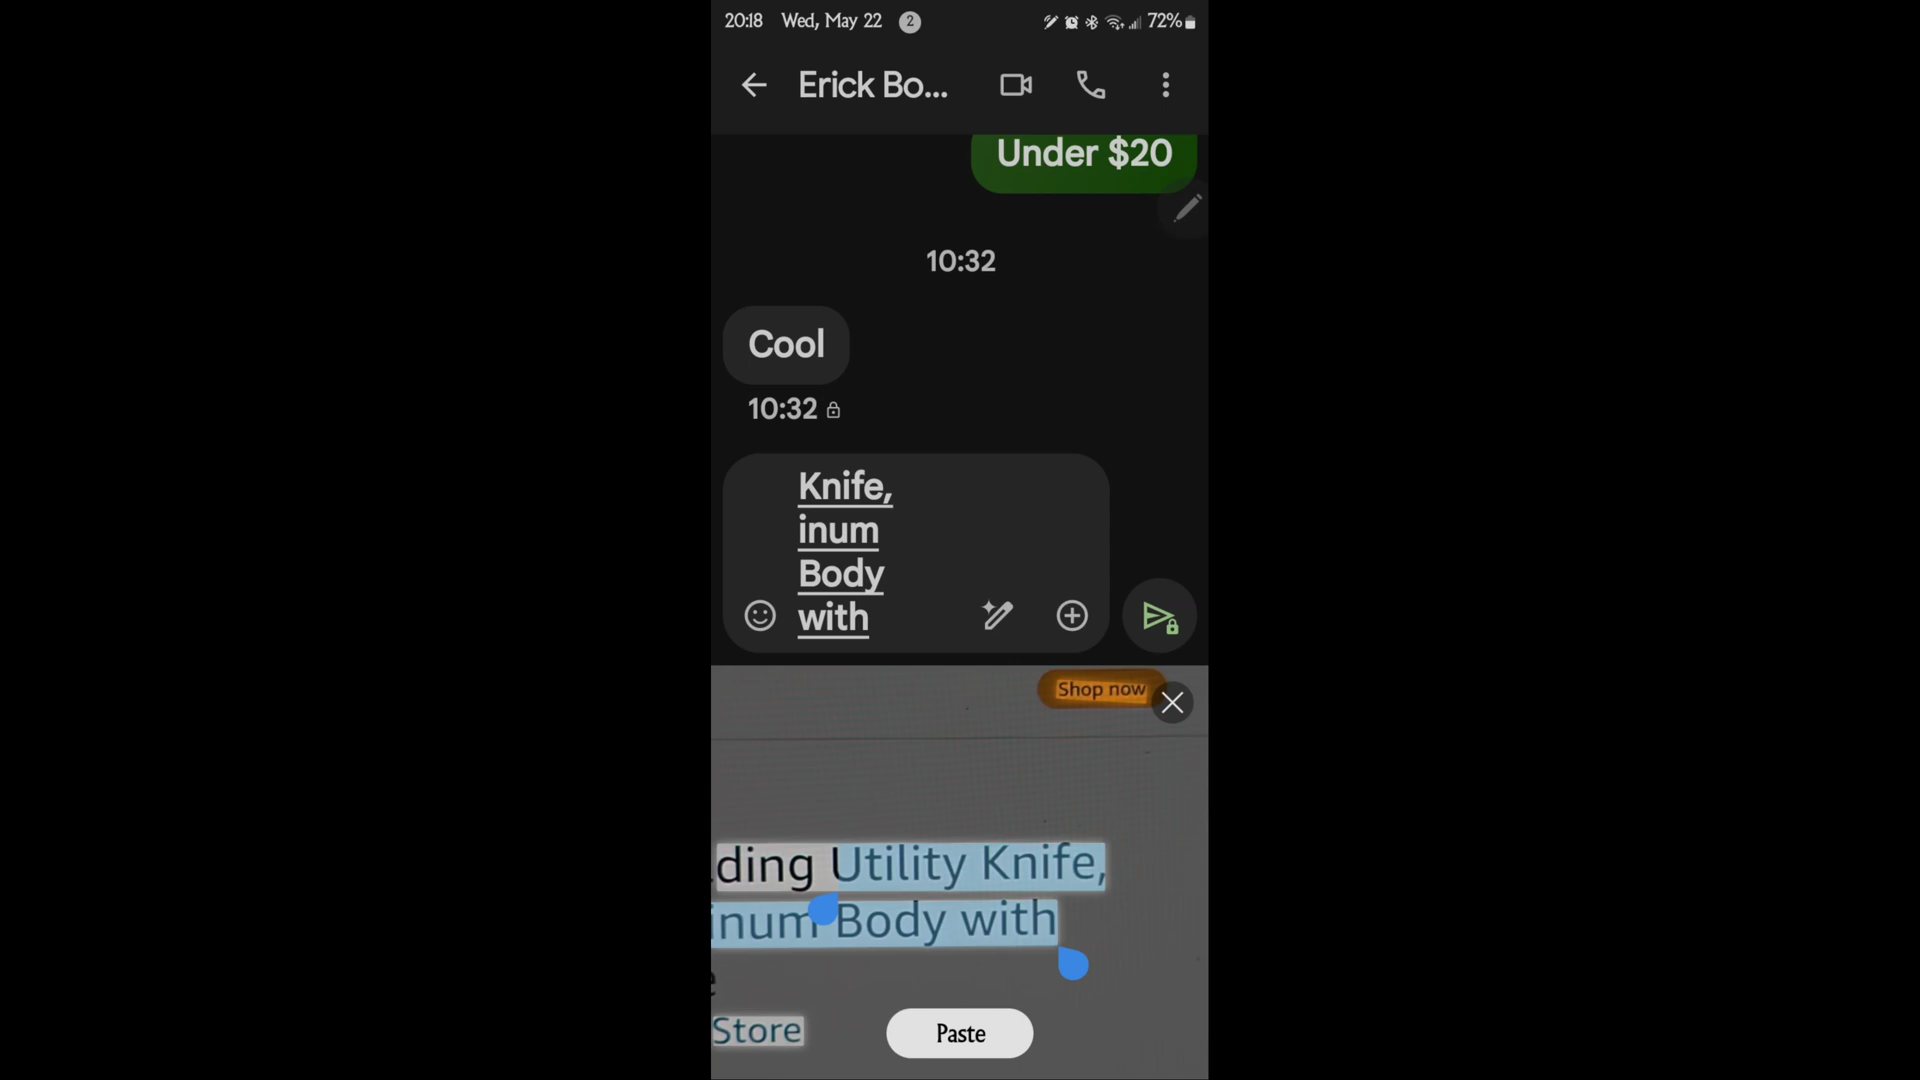 20:18 Wed, May 22 2 72%
Erick Bo...
Under $20
10:32
Cool
10:32
Knife,
inum
Body
with
Shop now
ding Utility Knife,
inum Body with
e
Store
Paste